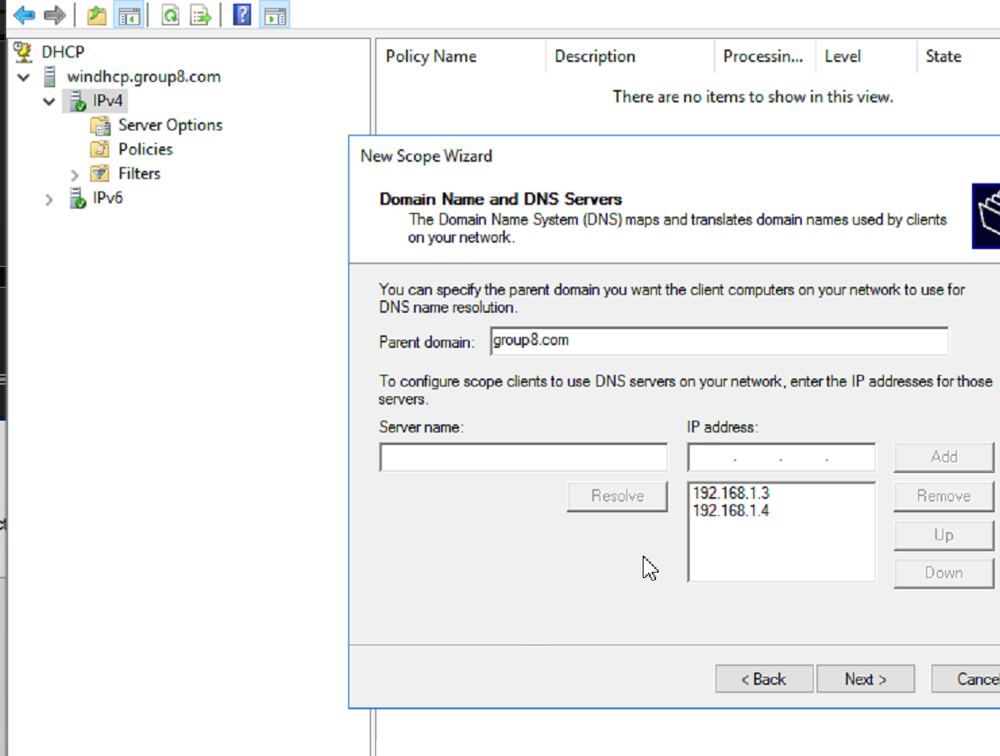 DHCP
windhcp.group8.com
IPv4
Server Options
Policies
Filters
IPv6
Policy Name Description Processin... Level State
There are no items to show in this view.
New Scope Wizard
Domain Name and DNS Servers
The Domain Name System (DNS) maps and translates domain names used by clients
on your network.
You can specify the parent domain you want the client computers on your network to use for
DNS name resolution.
Parent domain: group8.com
To configure scope clients to use DNS servers on your network, enter the IP addresses for those
servers.
Server name: IP address:
. . . Add
Resolve 192.168.1.3 Remove
192.168.1.4
Up
Down
< Back Next > Cancel